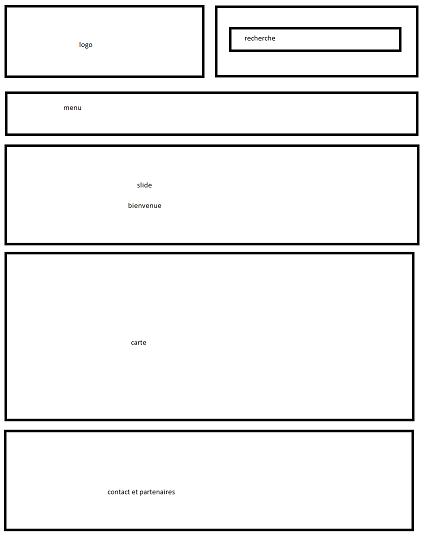 logo
recherche
menu
slide
bienvenue
carte
contact et partenaires